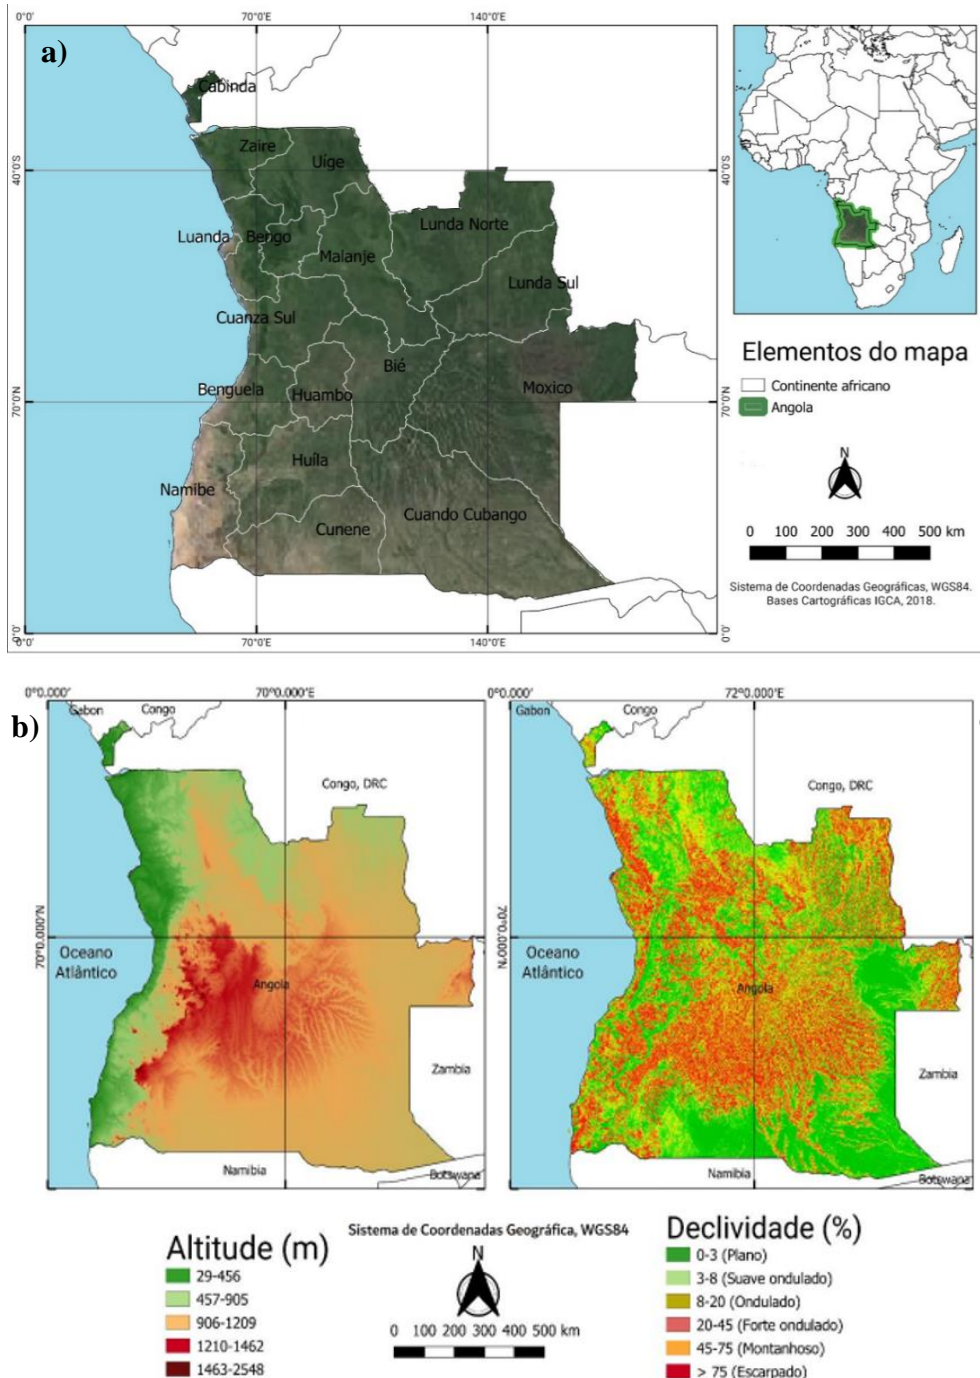 a)
0°0'
70°0'E
140°0'E
Cabinda
Zaire
Uíge
40°0'S
40°0'S
Lunda Norte
Luanda
Bengo
Malanje
Lunda Sul
Cuanza Sul
Bié
Benguela
Huambo
Moxico
70°0'N
70°0'N
Huíla
Namibe
Cuando Cubango
Cunene
0°0'
0°0'
0°0'
70°0'E
140°0'E
Elementos do mapa
Continente africano
Angola
N
0 100 200 300 400 500 km
Sistema de Coordenadas Geográficas, WGS84.
Bases Cartográficas IGCA, 2018.
b)
0°0.000'
70°0.000'E
Gabon
Congo
Congo, DRC
70°0.000'N
Oceano
Atlântico
Angola
Zambia
Namibia
Botswana
0°0.000'
72°0.000'E
Gabon
Congo
Congo, DRC
70°0.000'N
Oceano
Atlântico
Angola
Zambia
Namibia
Botswana
Altitude (m)
29-456
457-905
906-1209
1210-1462
1463-2548
Sistema de Coordenadas Geográfica, WGS84
N
0 100 200 300 400 500 km
Declividade (%)
0-3 (Plano)
3-8 (Suave ondulado)
8-20 (Ondulado)
20-45 (Forte ondulado)
45-75 (Montanhoso)
> 75 (Escarpado)